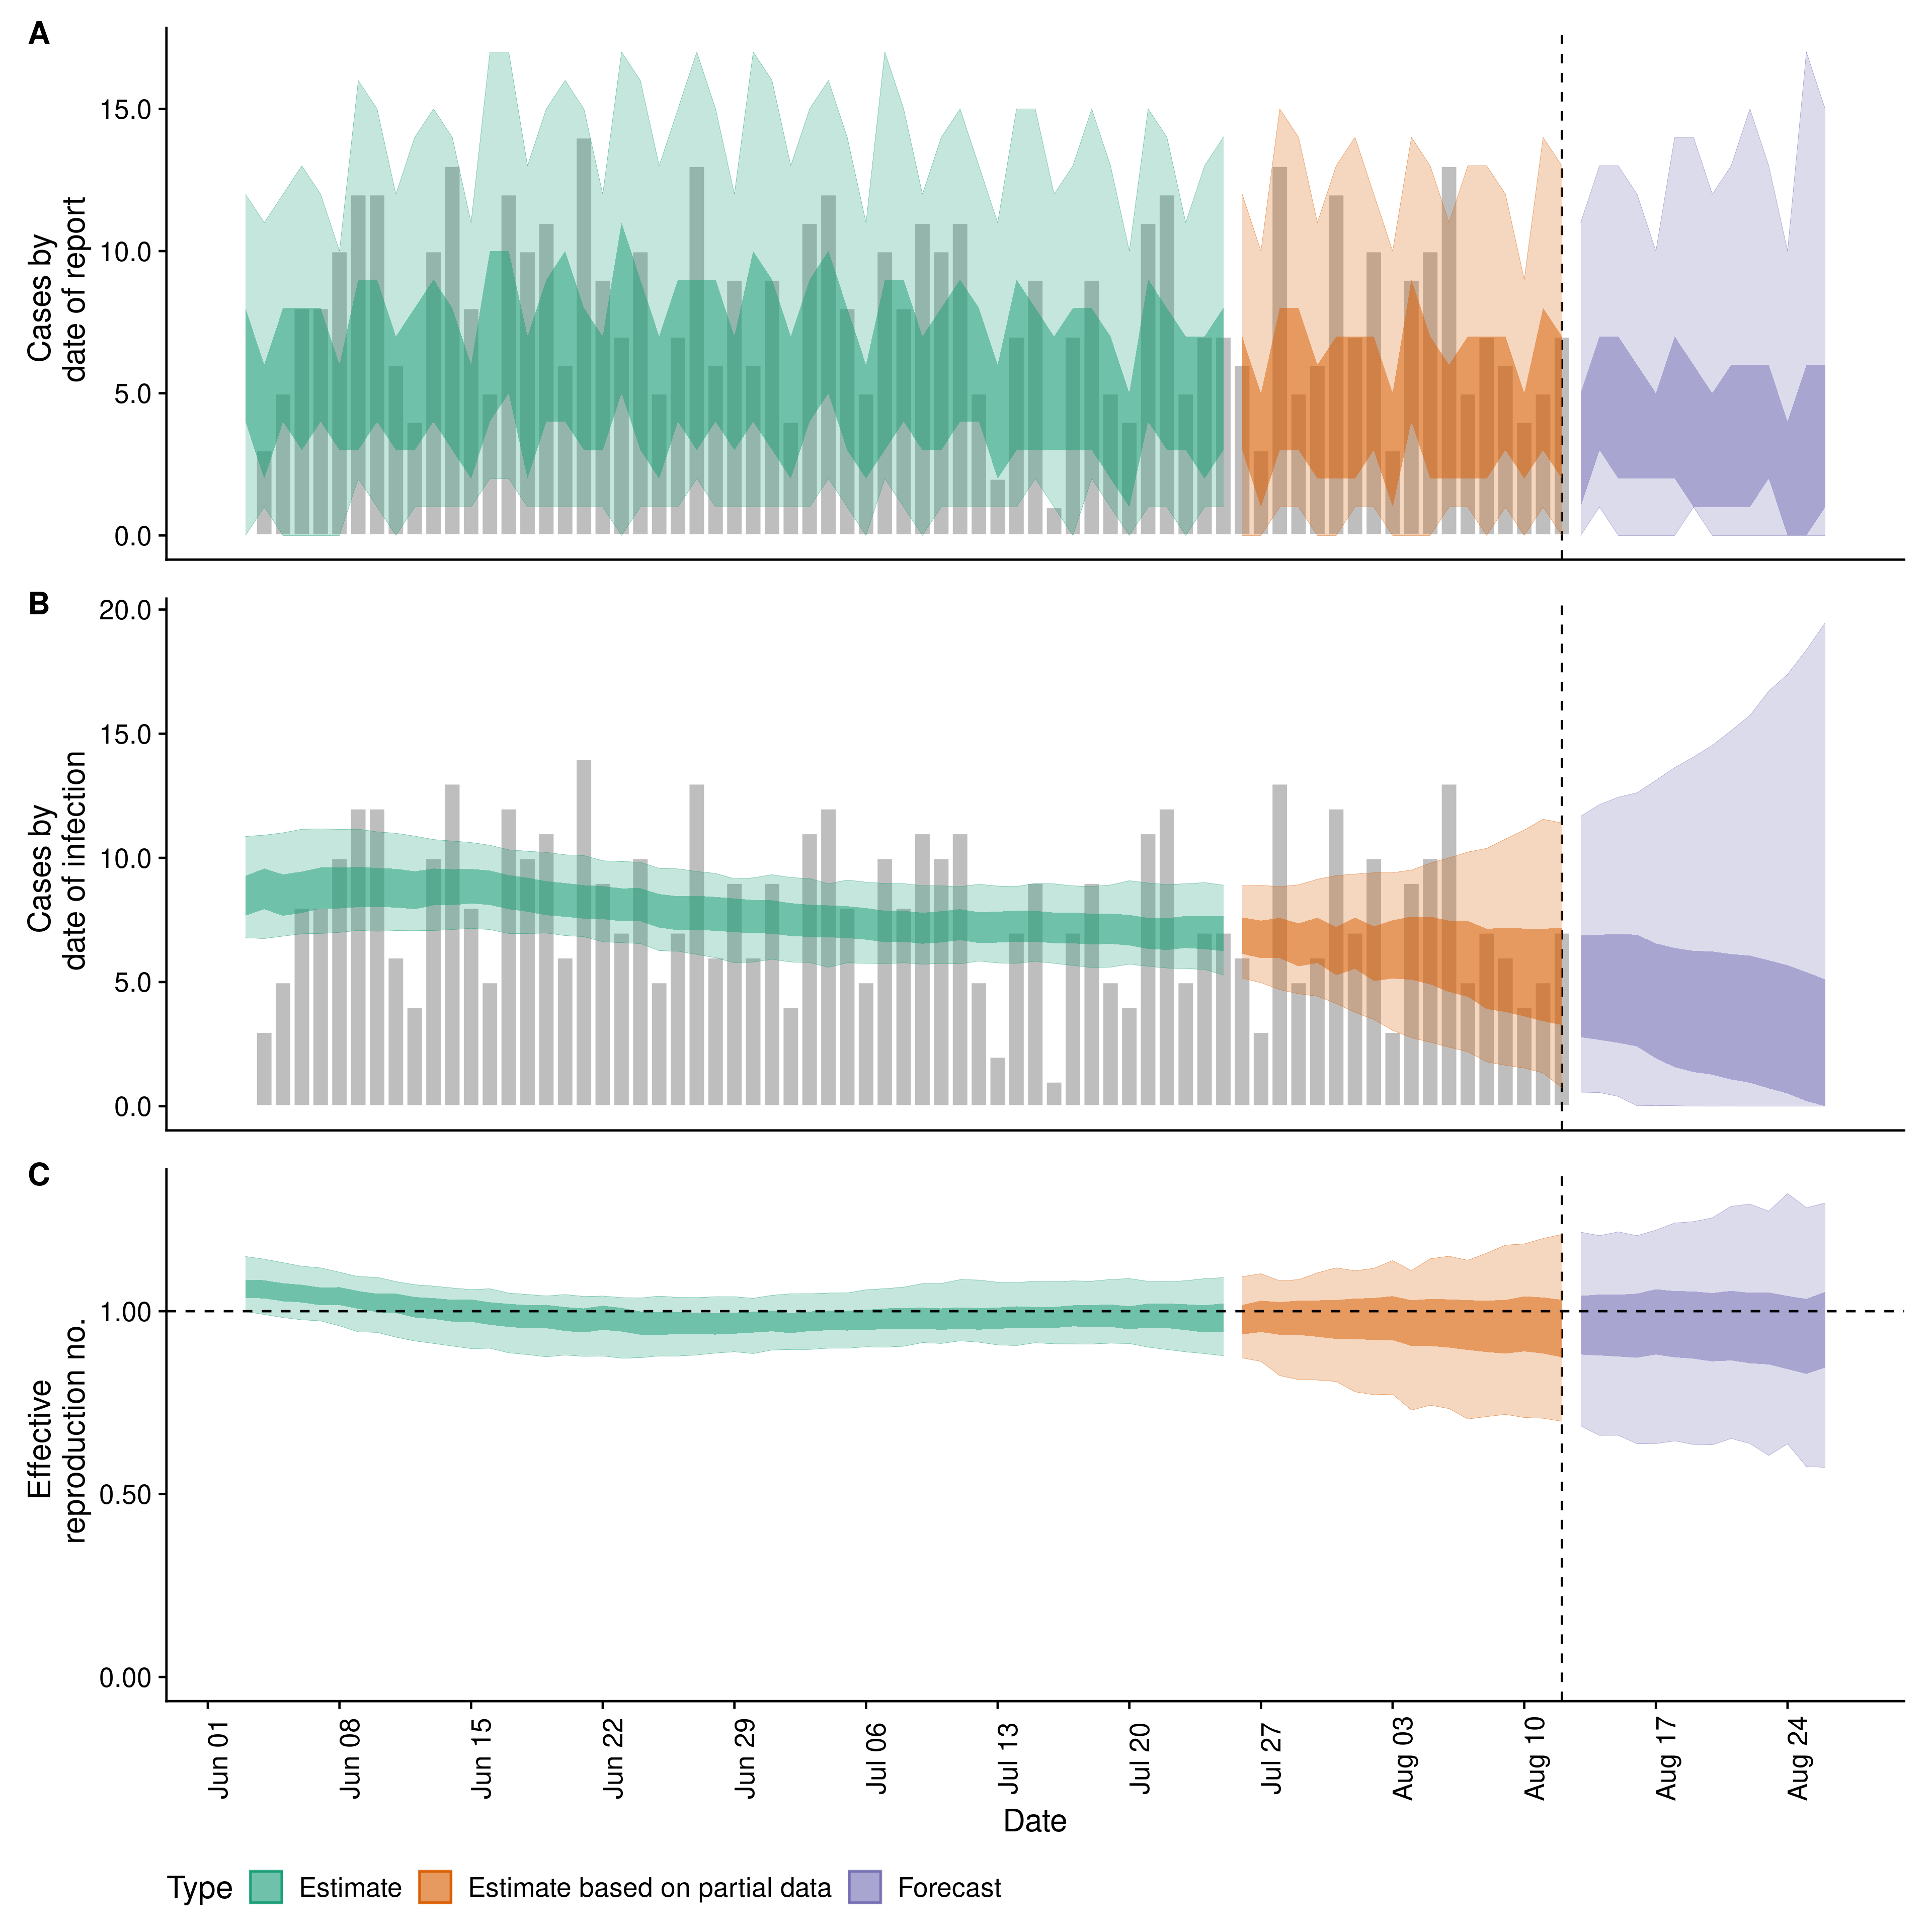 A
Cases by
date of report
15.0
10.0
5.0
0.0
B
Cases by
date of infection
20.0
15.0
10.0
5.0
0.0
C
Effective
reproduction no.
1.00
0.50
0.00
Jun 01
Jun 08
Jun 15
Jun 22
Jun 29
Jul 06
Jul 13
Jul 20
Jul 27
Aug 03
Aug 10
Aug 17
Aug 24
Date
Type Estimate Estimate based on partial data Forecast